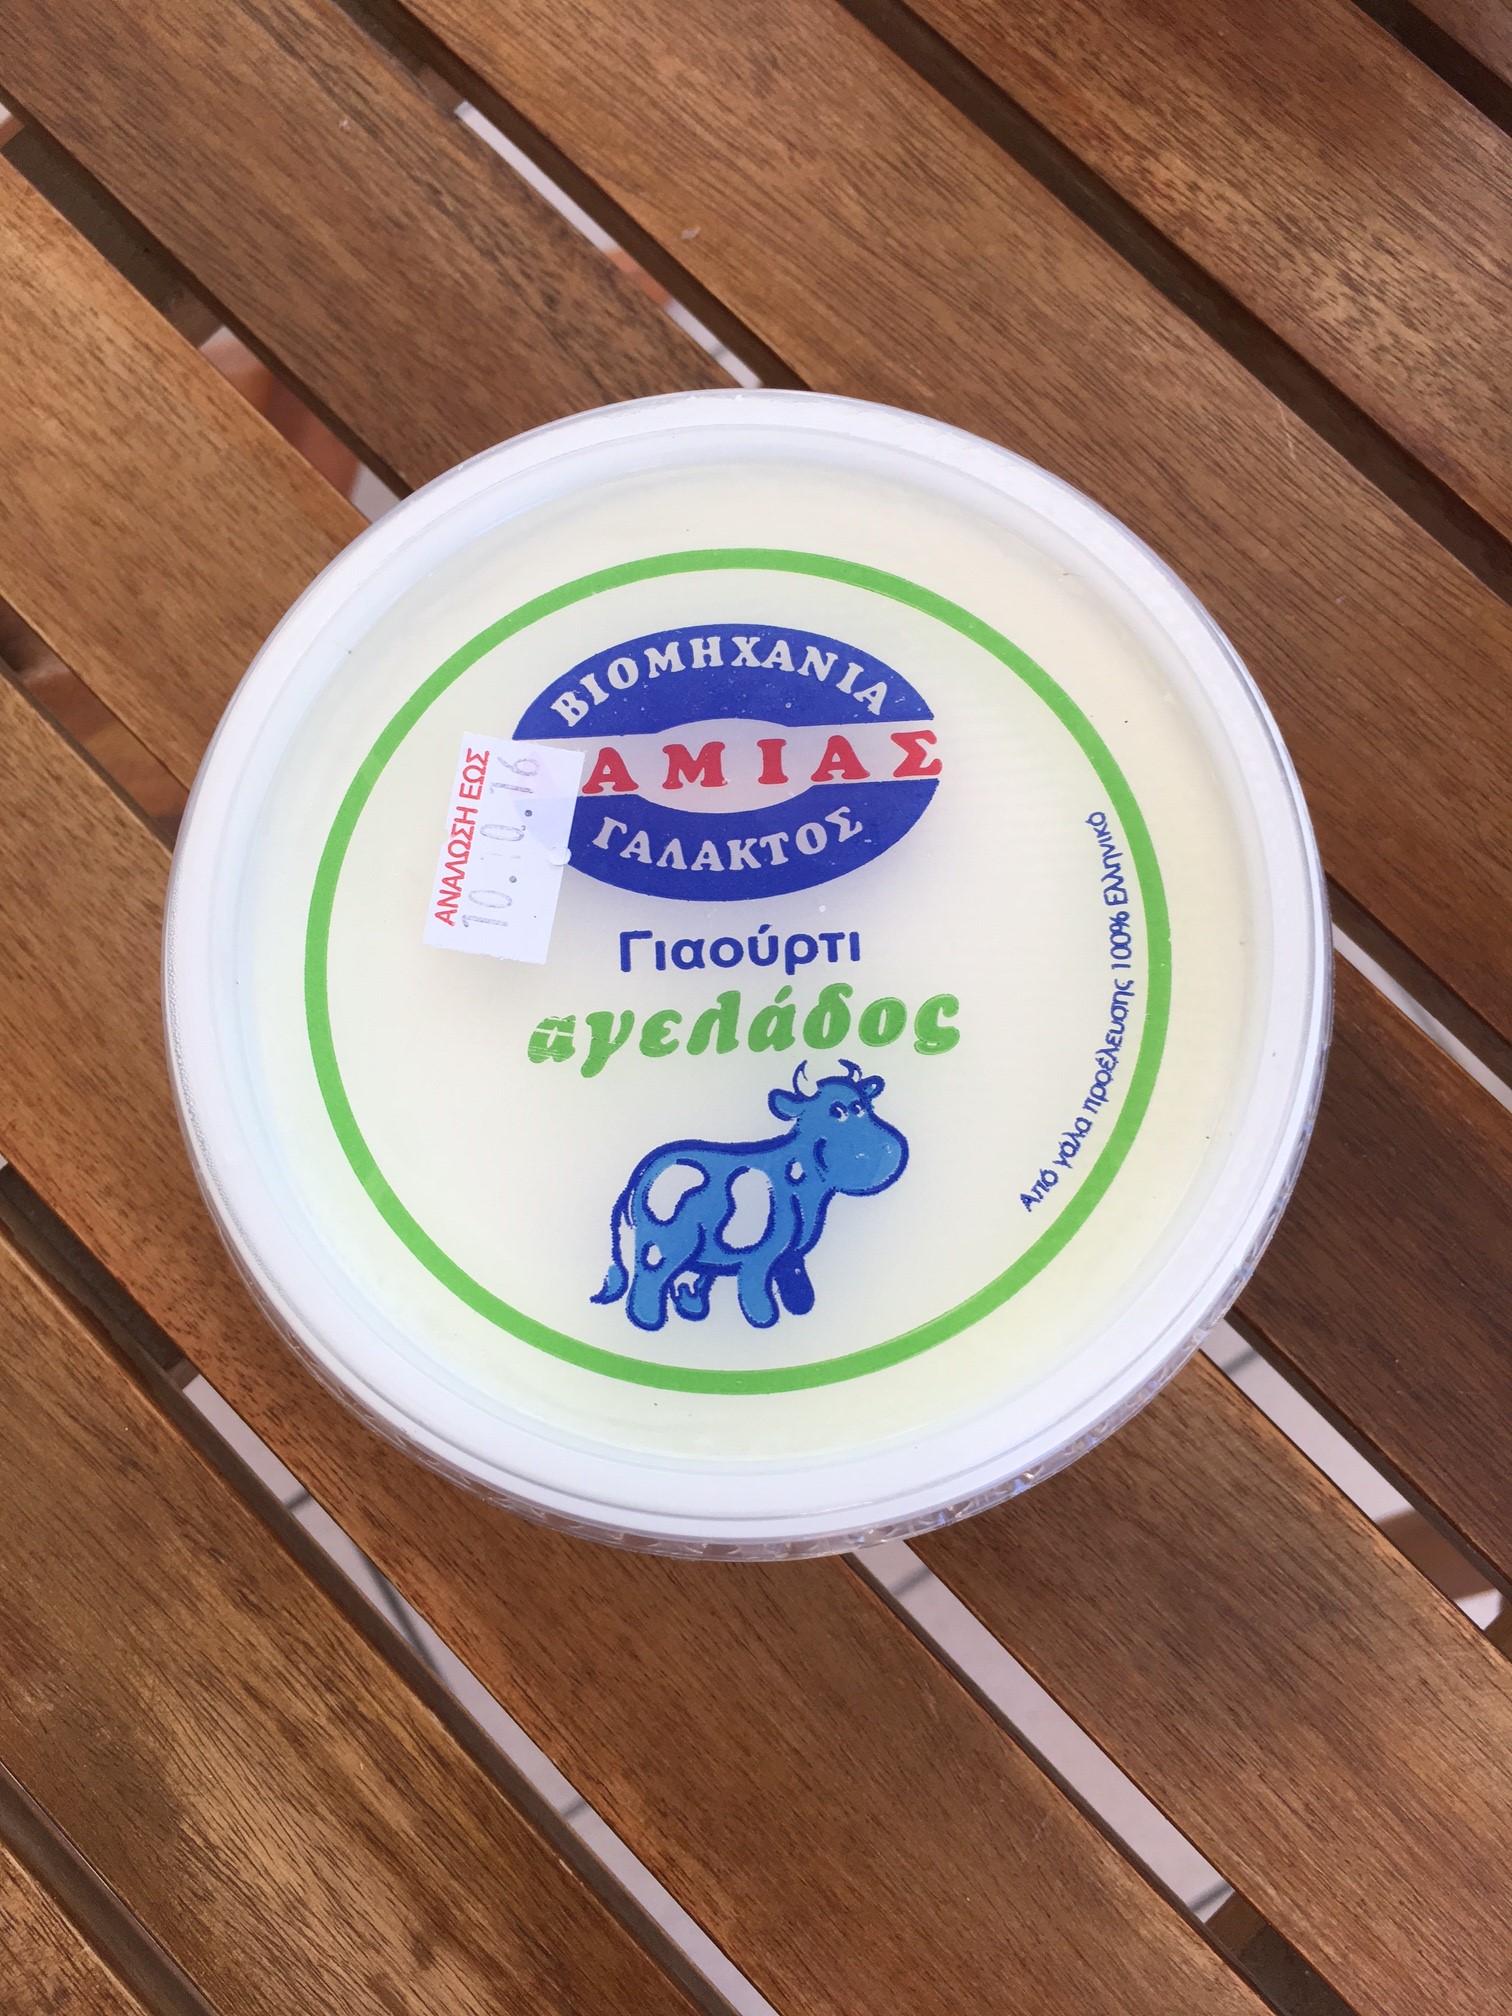 ΒΙΟΜΗΧΑΝΙΑ
ΑΜΙΑΣ
ΓΑΛΑΚΤΟΣ
ΑΝΑΛΩΣΗ ΕΩΣ
10.10.16
Γιαούρτι
αγελάδος
Από γάλα προέλευσης 100% Ελληνικό